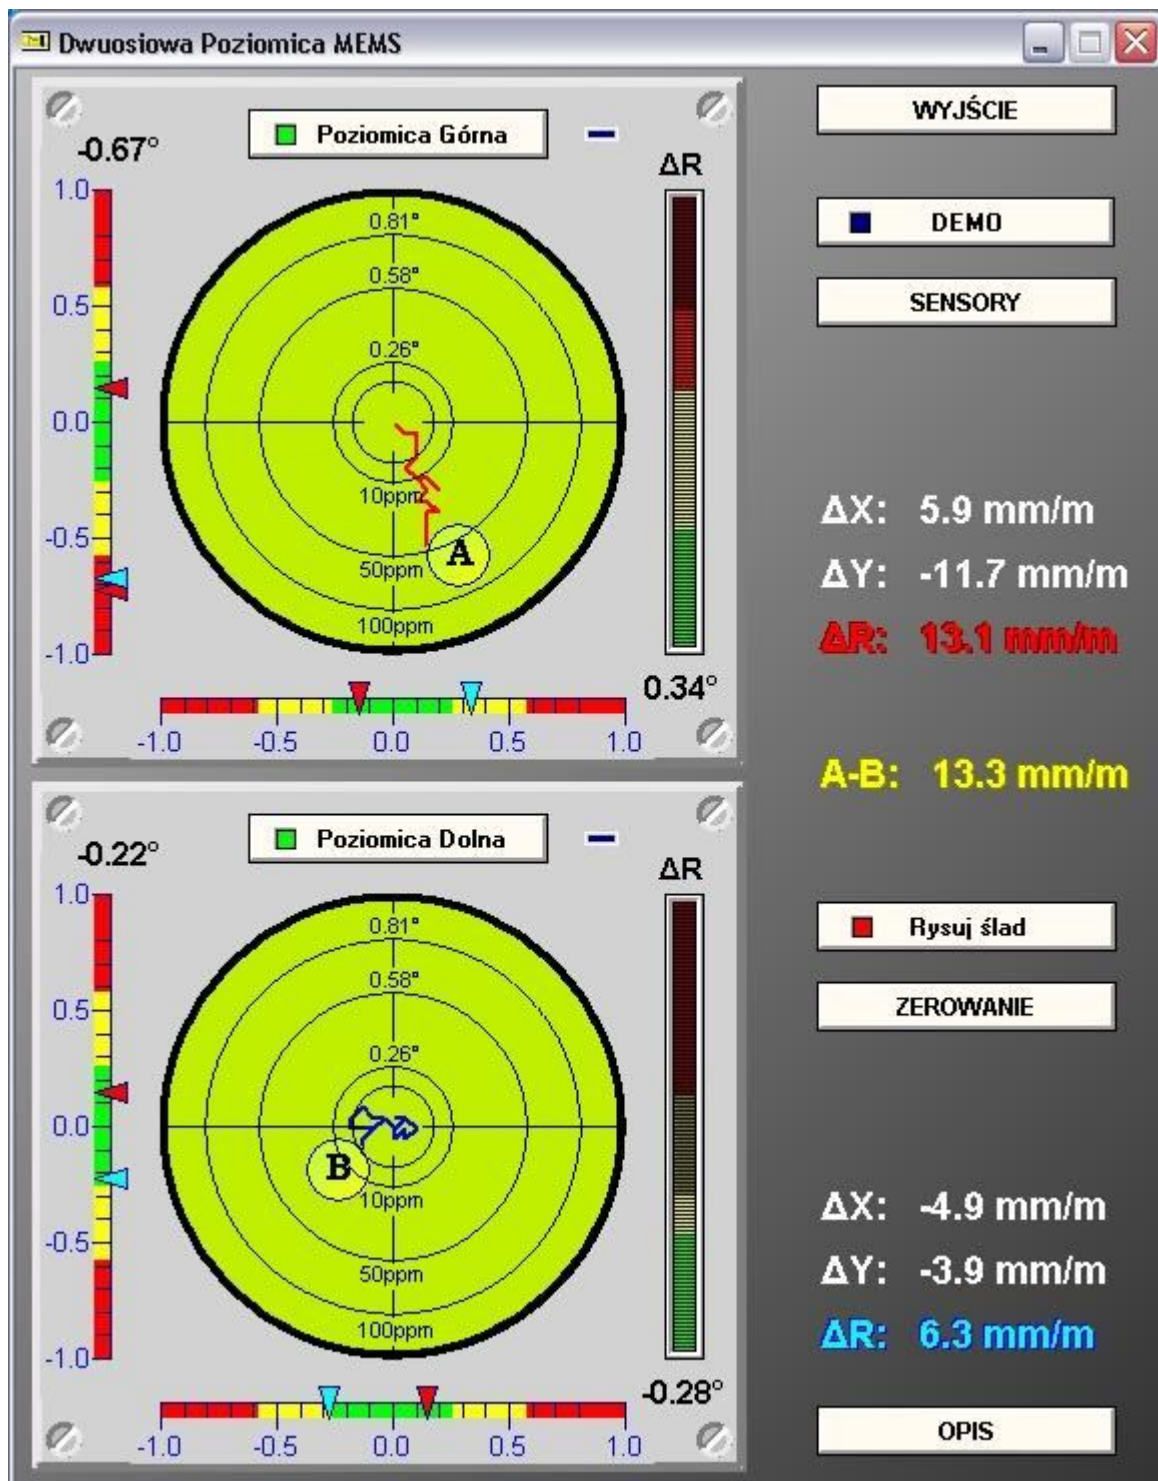 Dwuosiowa Poziomica MEMS
WYJŚCIE
DEMO
SENSORY
Poziomica Górna
-0.67°
ΔR
1.0
0.5
0.0
-0.5
-1.0
0.81°
0.58°
0.26°
10ppm
A
50ppm
100ppm
0.34°
-1.0 -0.5 0.0 0.5 1.0
ΔX: 5.9 mm/m
ΔY: -11.7 mm/m
ΔR: 13.1 mm/m
A-B: 13.3 mm/m
Poziomica Dolna
-0.22°
ΔR
1.0
0.5
0.0
-0.5
-1.0
0.81°
0.58°
0.26°
B
10ppm
50ppm
100ppm
-0.28°
-1.0 -0.5 0.0 0.5 1.0
Rysuj ślad
ZEROWANIE
ΔX: -4.9 mm/m
ΔY: -3.9 mm/m
ΔR: 6.3 mm/m
OPIS